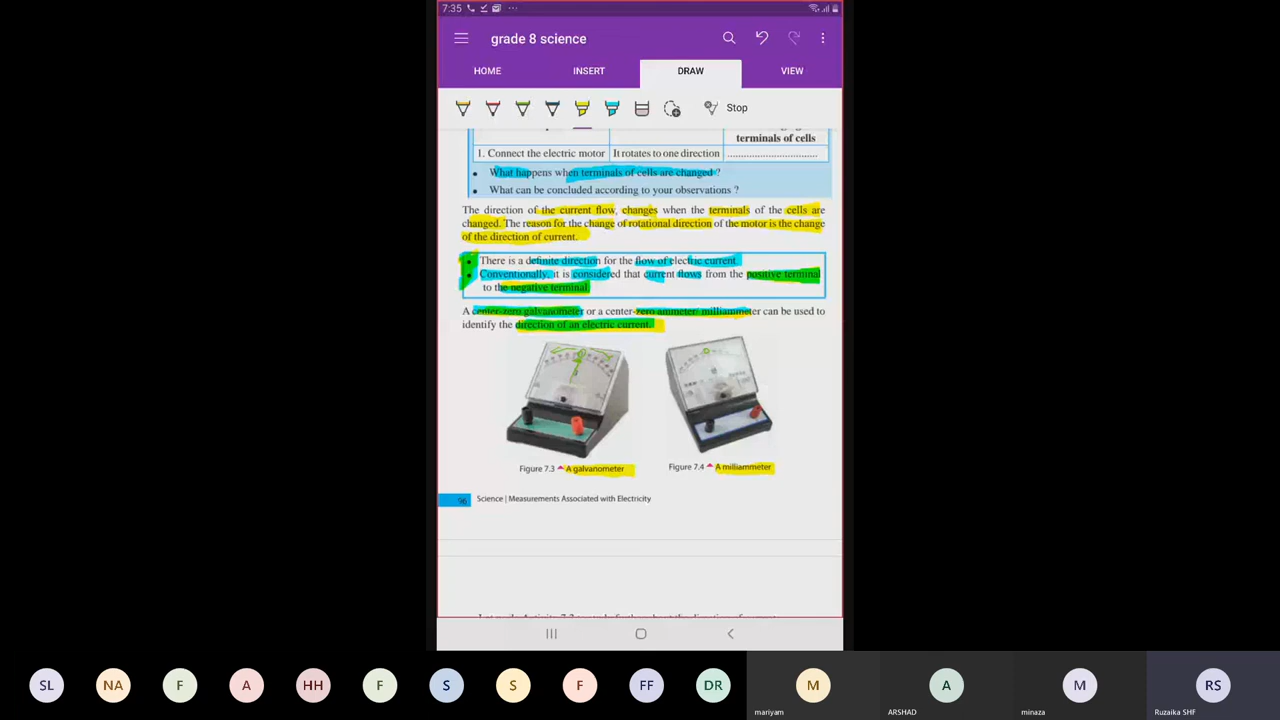 7:35
grade 8 science
HOME INSERT DRAW VIEW
Stop
terminals of cells
1. Connect the electric motor It rotates to one direction ................................
• What happens when terminals of cells are changed ?
• What can be concluded according to your observations ?
The direction of the current flow, changes when the terminals of the cells are
changed. The reason for the change of rotational direction of the motor is the change
of the direction of current.
• There is a definite direction for the flow of electric current.
• Conventionally, it is considered that current flows from the positive terminal
to the negative terminal.
A center-zero galvanometer or a center-zero ammeter/ milliammeter can be used to
identify the direction of an electric current.
Figure 7.3 A galvanometer
Figure 7.4 A milliammeter
96 Science | Measurements Associated with Electricity
SL NA F A HH F S S F FF DR M A M RS
mariyam ARSHAD minaza Ruzaika SHF